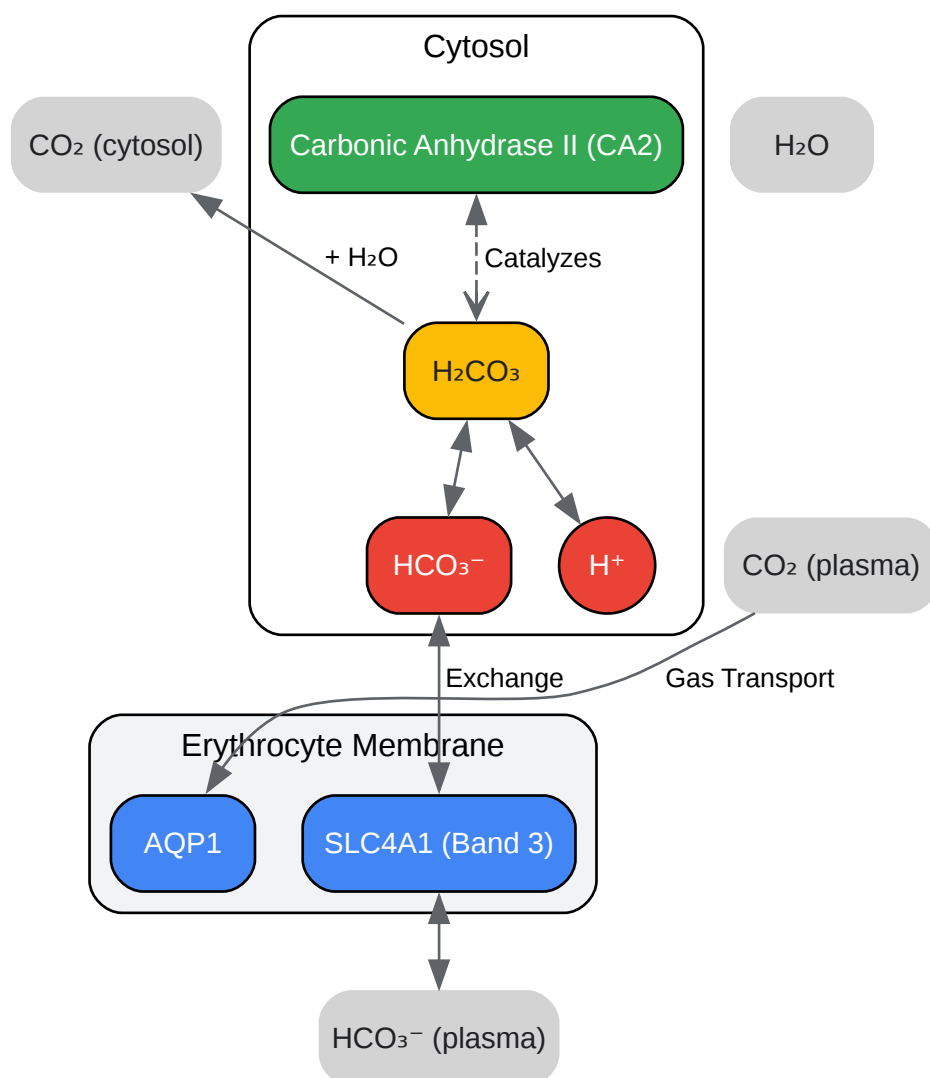 Cytosol
CO₂ (cytosol)
Carbonic Anhydrase II (CA2)
H₂O
+ H₂O
Catalyzes
H₂CO₃
HCO₃⁻
H⁺
CO₂ (plasma)
Exchange
Gas Transport
Erythrocyte Membrane
AQP1
SLC4A1 (Band 3)
HCO₃⁻ (plasma)